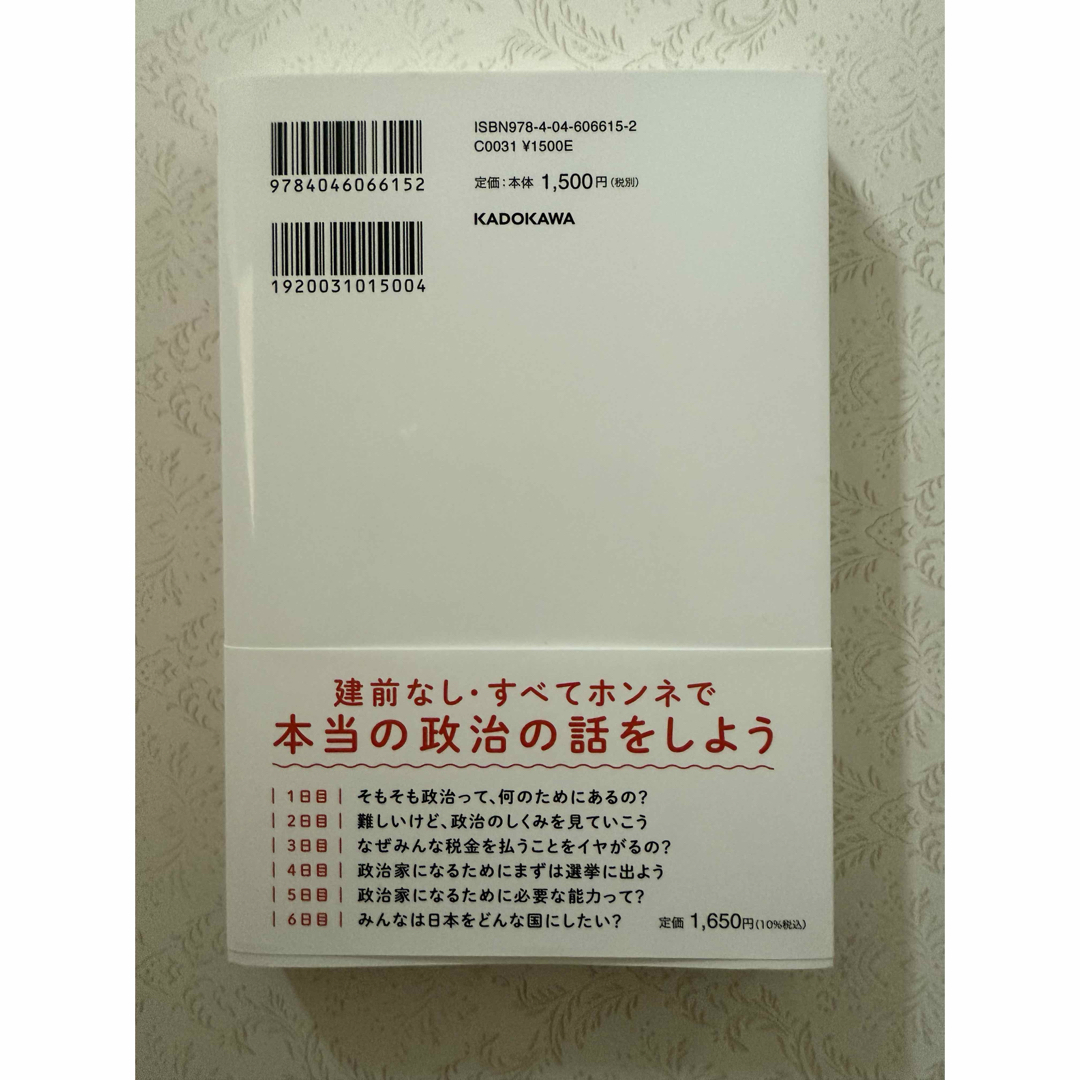 ISBN978-4-04-606615-2
C0031 ¥1500E
9784046066152
定価：本体 1,500円（税別）
KADOKAWA
1920031015004
建前なし・すべてホンネで
本当の政治の話をしよう
｜1日目｜ そもそも政治って、何のためにあるの？
｜2日目｜ 難しいけど、政治のしくみを見ていこう
｜3日目｜ なぜみんな税金を払うことをイヤがるの？
｜4日目｜ 政治家になるためにまずは選挙に出よう
｜5日目｜ 政治家になるために必要な能力って？
｜6日目｜ みんなは日本をどんな国にしたい？
定価 1,650円（10%税込）